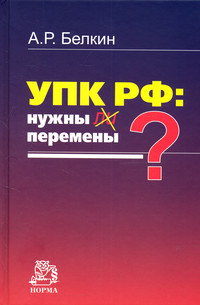 А.Р. Белкин
УПК РФ:
нужны ли
перемены
?
НОРМА